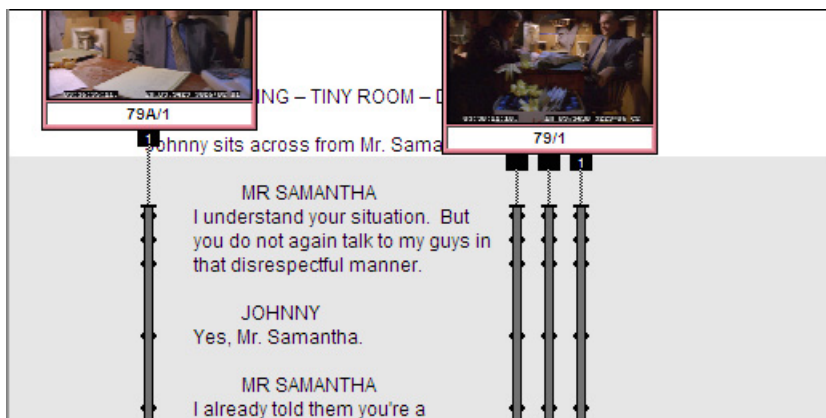 ING – TINY ROOM – D
79A/1
79/1
1
Johnny sits across from Mr. Sama
1
MR SAMANTHA
I understand your situation.  But
you do not again talk to my guys in
that disrespectful manner.
JOHNNY
Yes, Mr. Samantha.
MR SAMANTHA
I already told them you're a